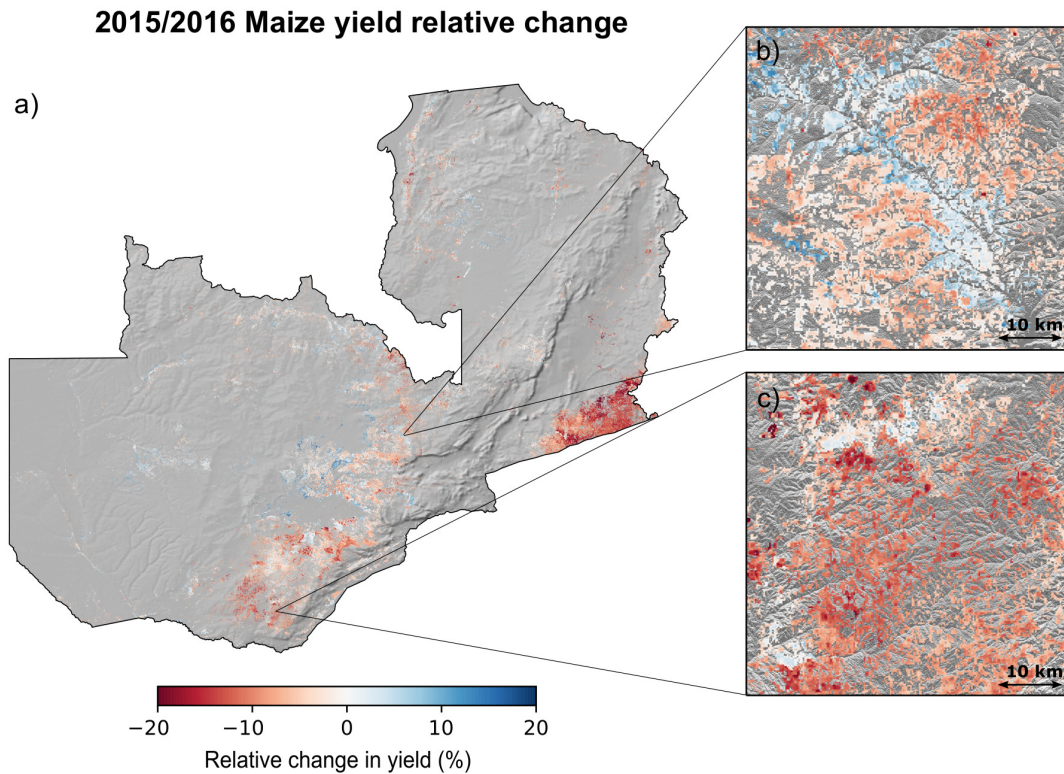 2015/2016 Maize yield relative change
a)
b)
10 km
c)
10 km
−20 −10 0 10 20
Relative change in yield (%)